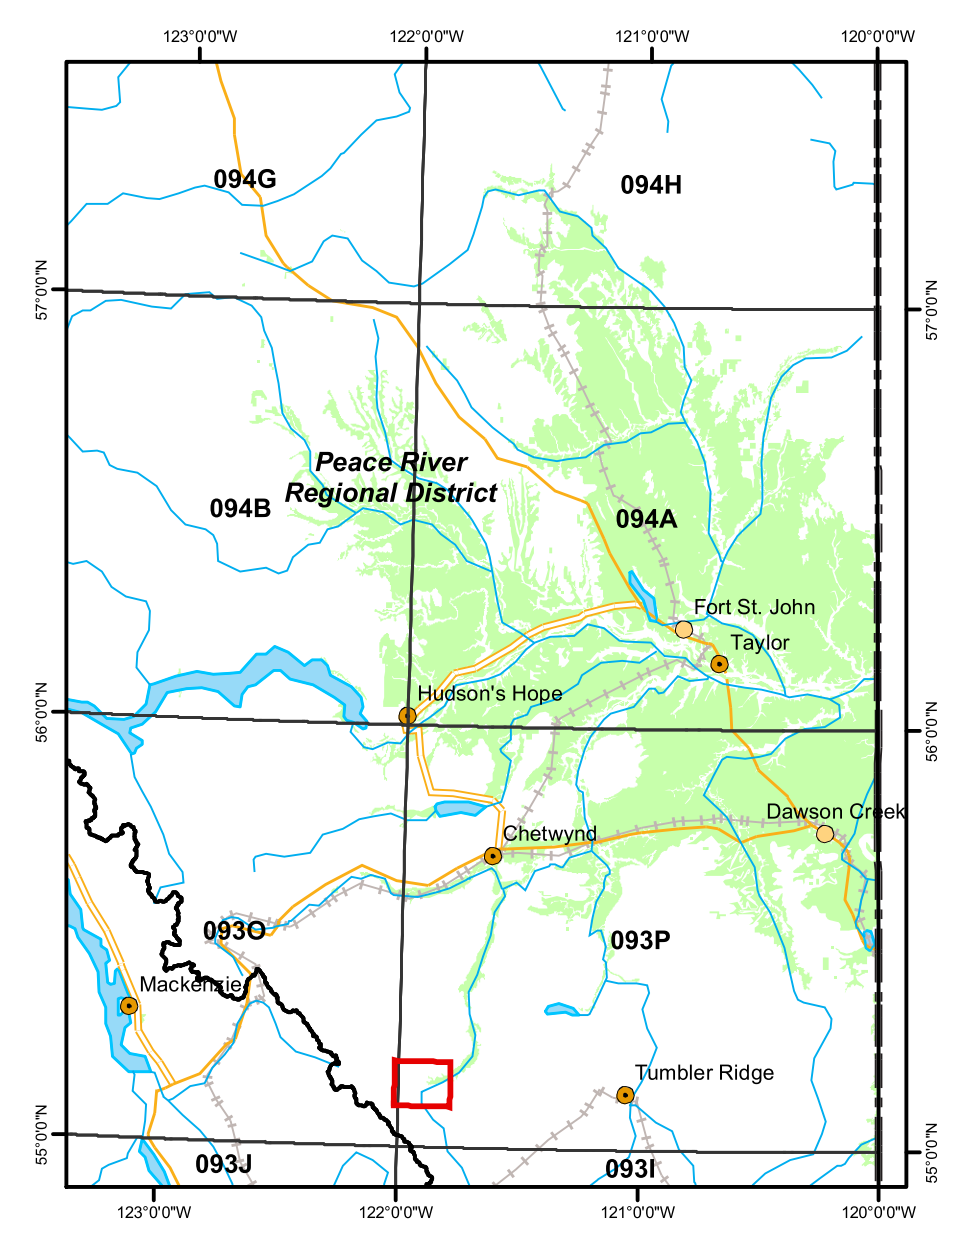 123°0'0"W 122°0'0"W 121°0'0"W 120°0'0"W
094G
094H
57°0'0"N
57°0'0"N
Peace River
Regional District
094B
094A
Fort St. John
Taylor
Hudson's Hope
56°0'0"N
56°0'0"N
Dawson Creek
Chetwynd
093O
093P
Mackenzie
Tumbler Ridge
55°0'0"N
55°0'0"N
093J
093I
123°0'0"W 122°0'0"W 121°0'0"W 120°0'0"W